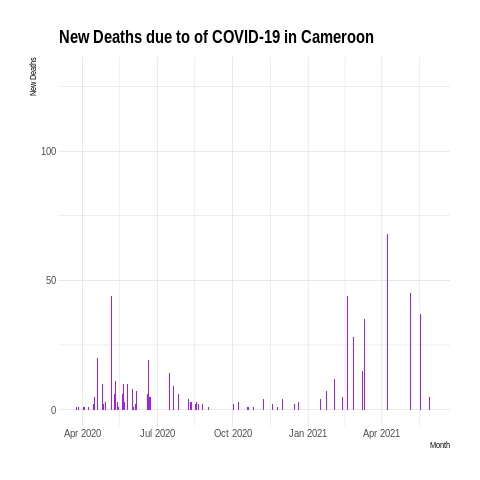 New Deaths due to of COVID-19 in Cameroon
New Deaths
100
50
0
Apr 2020 Jul 2020 Oct 2020 Jan 2021 Apr 2021
Month